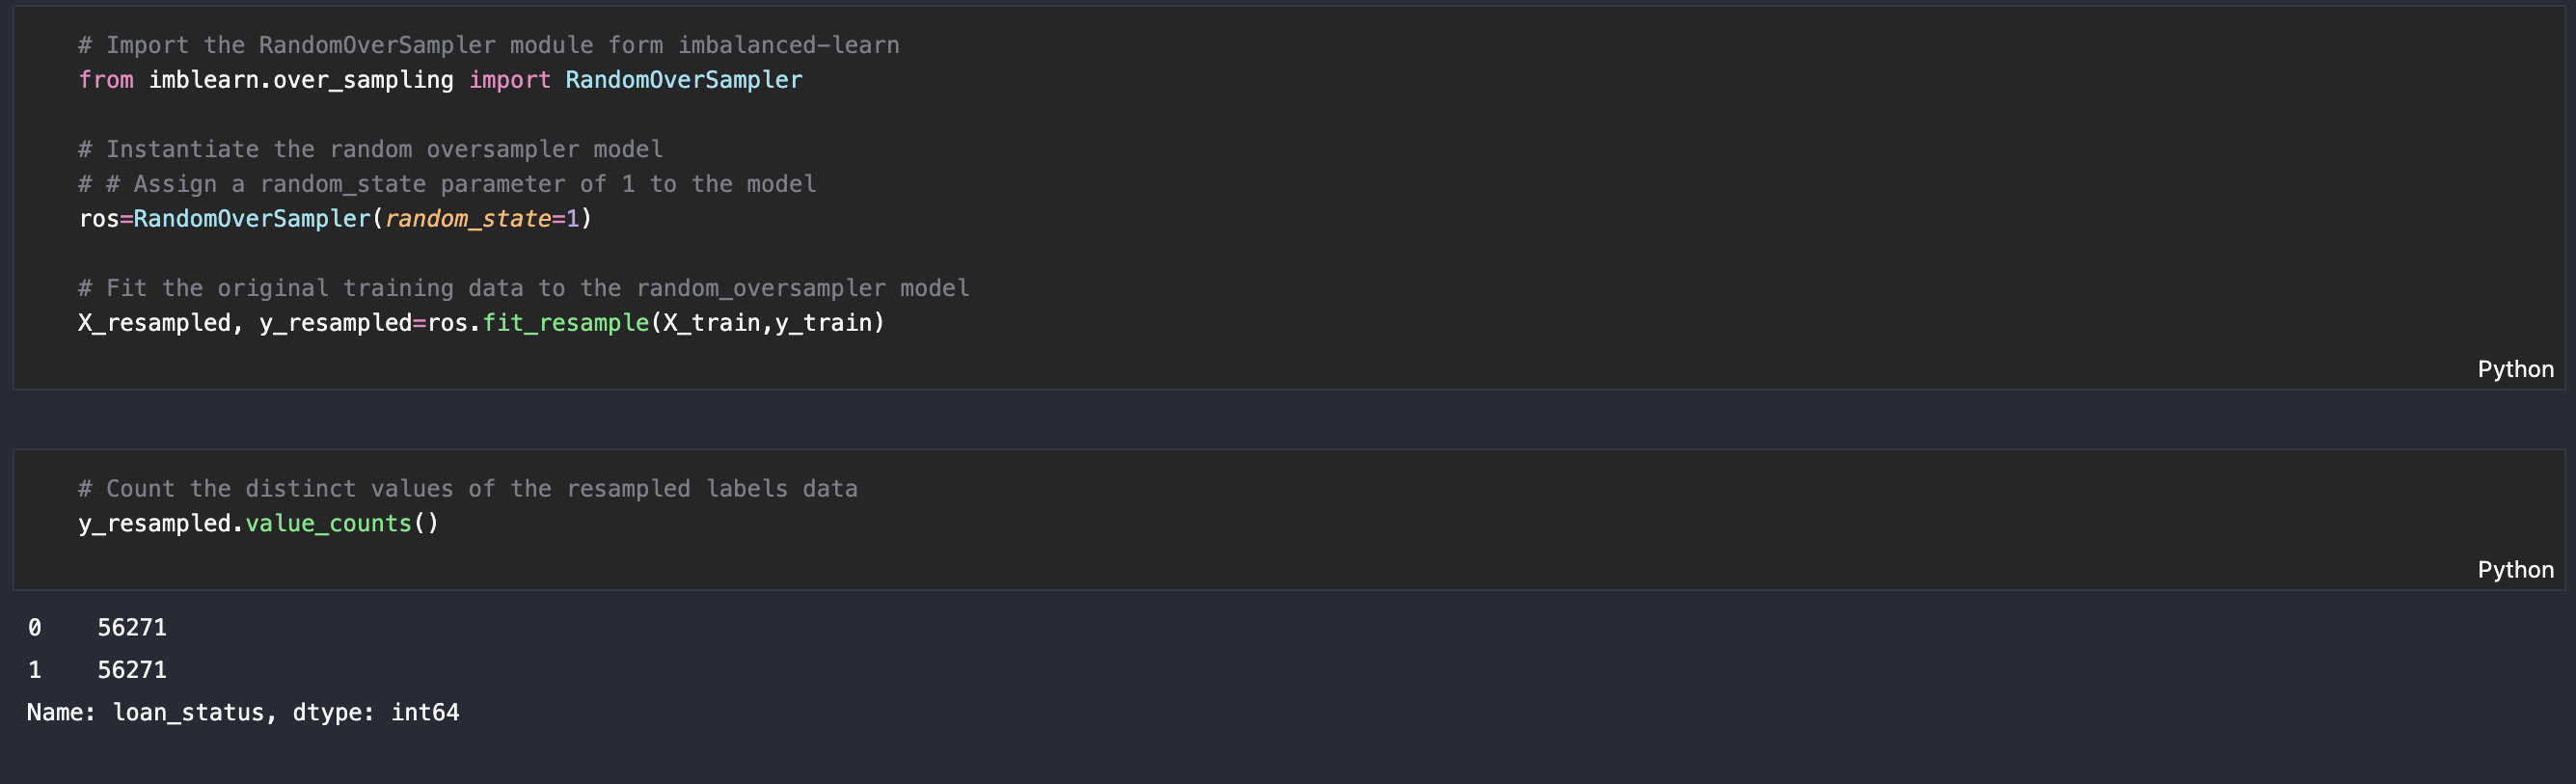 # Import the RandomOverSampler module form imbalanced-learn
from imblearn.over_sampling import RandomOverSampler
# Instantiate the random oversampler model
# # Assign a random_state parameter of 1 to the model
ros=RandomOverSampler(random_state=1)
# Fit the original training data to the random_oversampler model
X_resampled, y_resampled=ros.fit_resample(X_train,y_train)
Python
# Count the distinct values of the resampled labels data
y_resampled.value_counts()
Python
0    56271
1    56271
Name: loan_status, dtype: int64